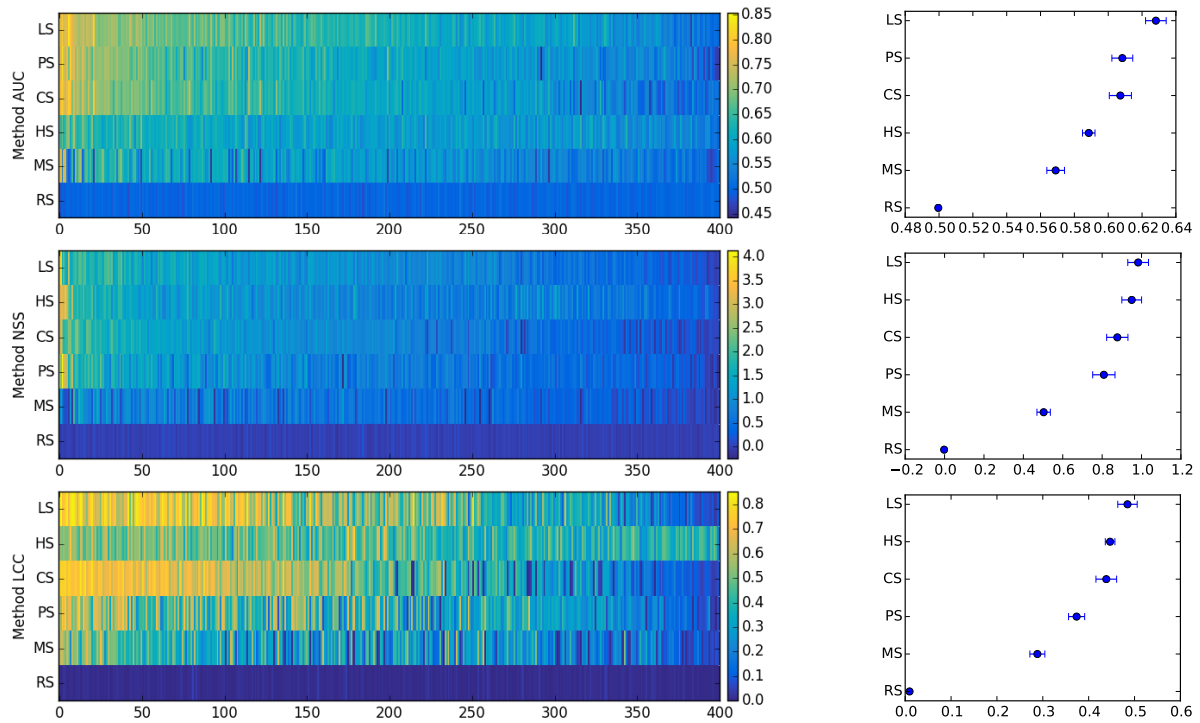 Method AUC
LS
PS
CS
HS
MS
RS
0 50 100 150 200 250 300 350 400
0.85
0.80
0.75
0.70
0.65
0.60
0.55
0.50
0.45
LS
PS
CS
HS
MS
RS
0.48 0.50 0.52 0.54 0.56 0.58 0.60 0.62 0.64
Method NSS
LS
HS
CS
PS
MS
RS
0 50 100 150 200 250 300 350 400
4.0
3.5
3.0
2.5
2.0
1.5
1.0
0.5
0.0
LS
HS
CS
PS
MS
RS
−0.2 0.0 0.2 0.4 0.6 0.8 1.0 1.2
Method LCC
LS
HS
CS
PS
MS
RS
0 50 100 150 200 250 300 350 400
0.8
0.7
0.6
0.5
0.4
0.3
0.2
0.1
0.0
LS
HS
CS
PS
MS
RS
0.0 0.1 0.2 0.3 0.4 0.5 0.6